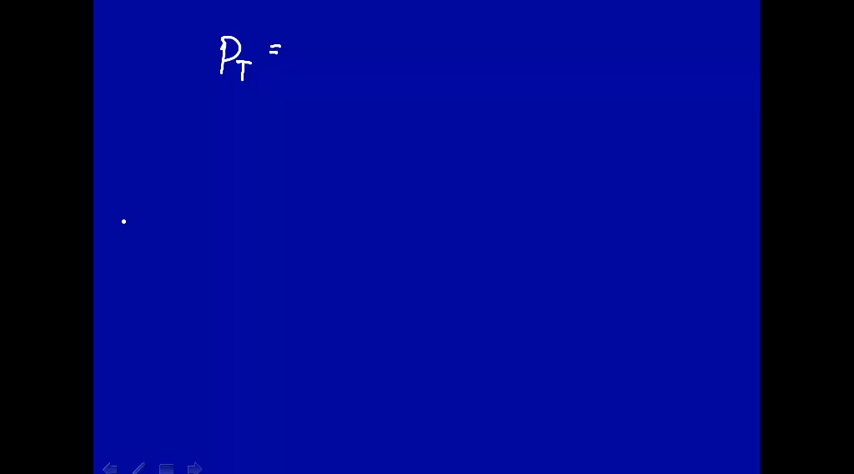 P_T =